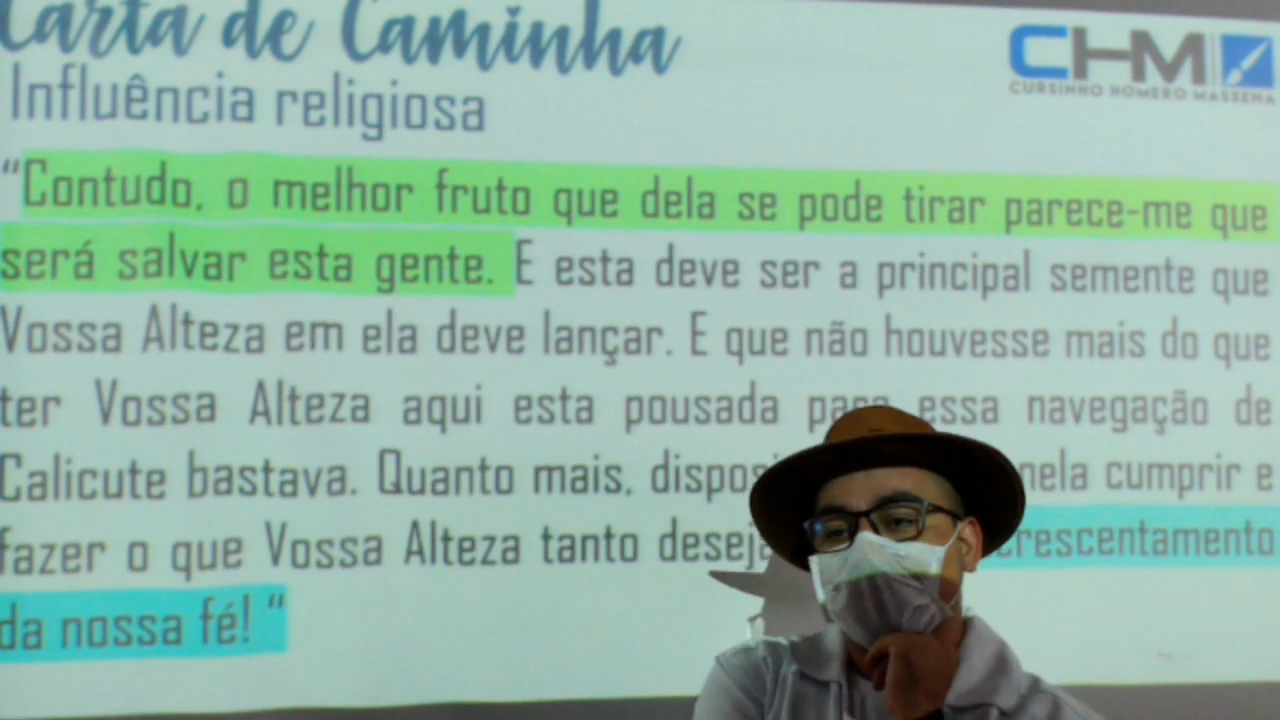 Carta de Caminha
Influência religiosa
CHM
CURSINHO HOMERO MASSENA
“Contudo, o melhor fruto que dela se pode tirar parece-me que
será salvar esta gente. E esta deve ser a principal semente que
Vossa Alteza em ela deve lançar. E que não houvesse mais do que
ter Vossa Alteza aqui esta pousada para essa navegação de
Calicute bastava. Quanto mais, nela cumprir e
fazer o que Vossa Alteza tanto
da nossa fé! “